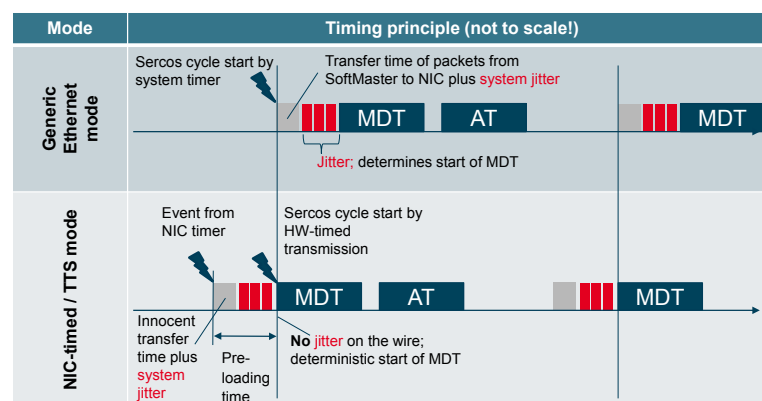 Mode
Timing principle (not to scale!)
Generic
Ethernet
mode
Sercos cycle start by
system timer
Transfer time of packets from
SoftMaster to NIC plus system jitter
MDT
AT
MDT
Jitter; determines start of MDT
NIC-timed / TTS mode
Event from
NIC timer
Sercos cycle start by
HW-timed
transmission
MDT
AT
MDT
Innocent
transfer
time plus
system
jitter
Pre-
loading
time
No jitter on the wire;
deterministic start of MDT